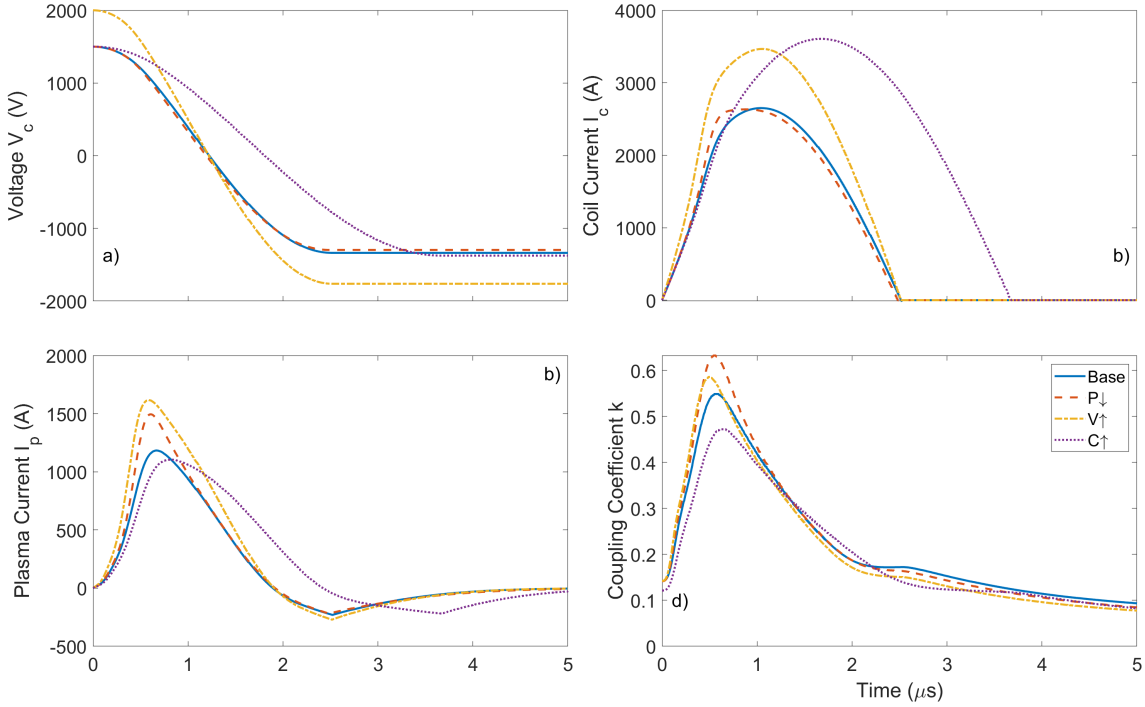 2000
1000
0
-1000
-2000
Voltage V_c (V)
a)
4000
3000
2000
1000
0
Coil Current I_c (A)
b)
2000
1500
1000
500
0
-500
Plasma Current I_p (A)
b)
0 1 2 3 4 5
0.6
0.5
0.4
0.3
0.2
0.1
0
Coupling Coefficient k
d)
Base
P↓
V↑
C↑
0 1 2 3 4 5
Time (μs)